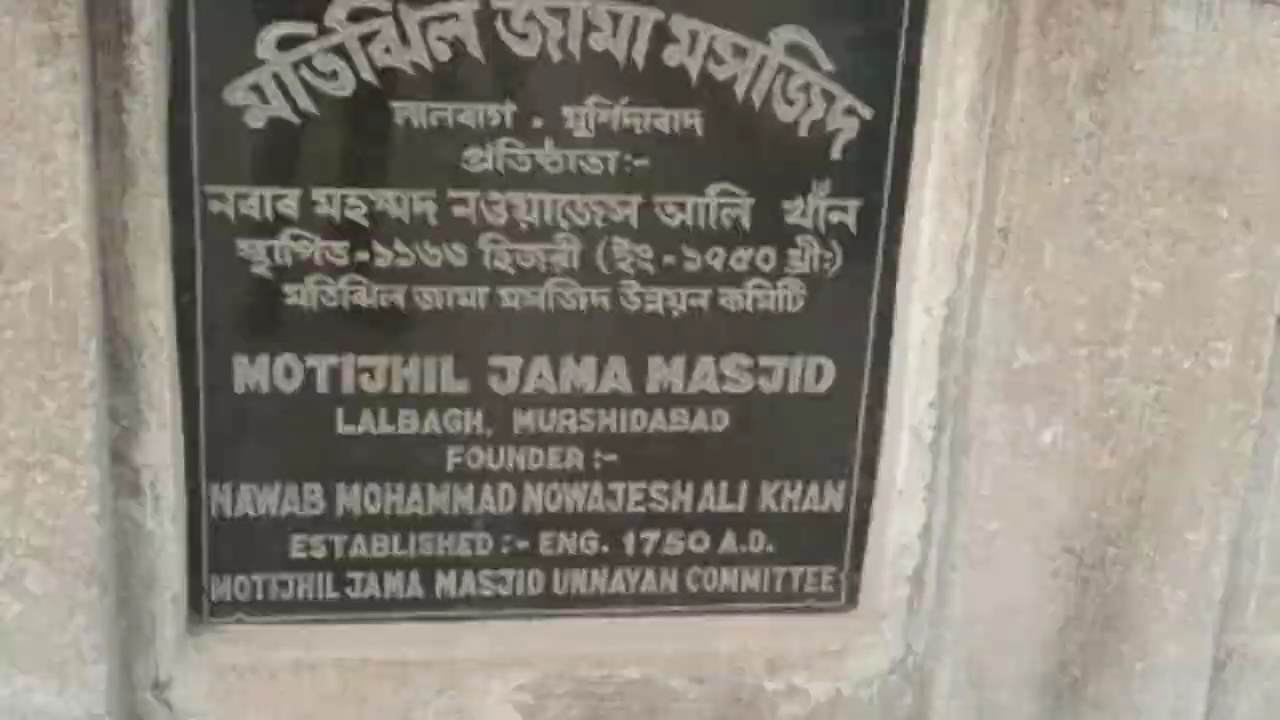 মতিঝিল জামা মসজিদ
লালবাগ . মুর্শিদাবাদ
প্রতিষ্ঠাতা:-
নবাব মহম্মদ নওয়াজেস আলি খাঁন
স্থাপিত-১১৬৩ হিজরী (ইং-১৭৫০ খ্রীঃ)
মতিঝিল জামা মসজিদ উন্নয়ন কমিটি
MOTIJHIL JAMA MASJID
LALBAGH, MURSHIDABAD
FOUNDER :-
NAWAB MOHAMMAD NOWAJESH ALI KHAN
ESTABLISHED :- ENG. 1750 A.D.
MOTIJHIL JAMA MASJID UNNAYAN COMMITTEE